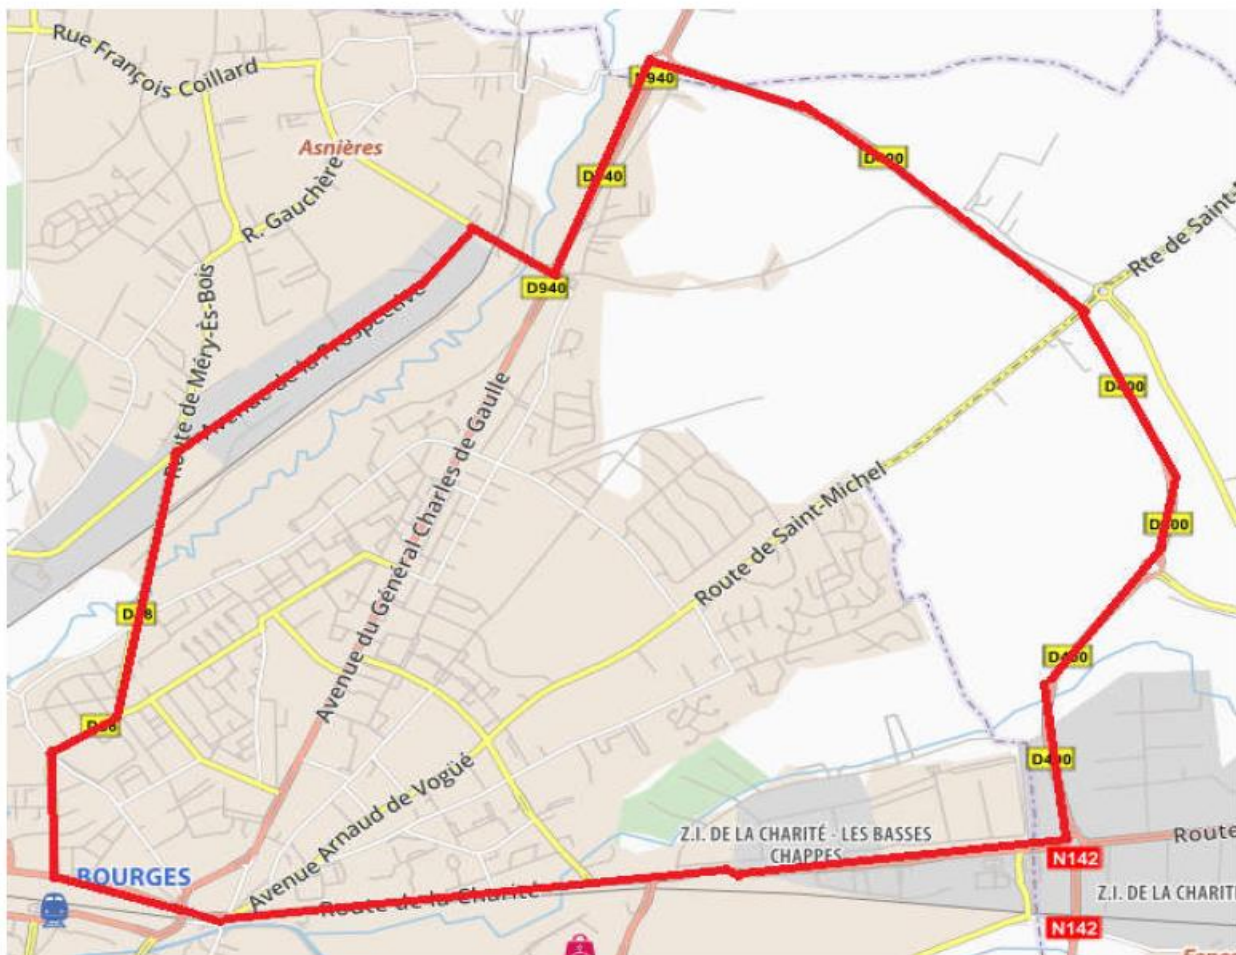 Rue François Coillard
D940
Asnières
D400
D940
R. Gauchère
Rte de Saint-
D940
Route de Méry-Ès-Bois
Avenue de la Prospective
D400
Avenue du Général Charles de Gaulle
Route de Saint-Michel
D400
D58
D400
D58
D400
Avenue Arnaud de Vogüé
Z.I. DE LA CHARITÉ - LES BASSES
CHAPPES
Route
N142
BOURGES
Route de la Charité
Z.I. DE LA CHARITÉ
N142